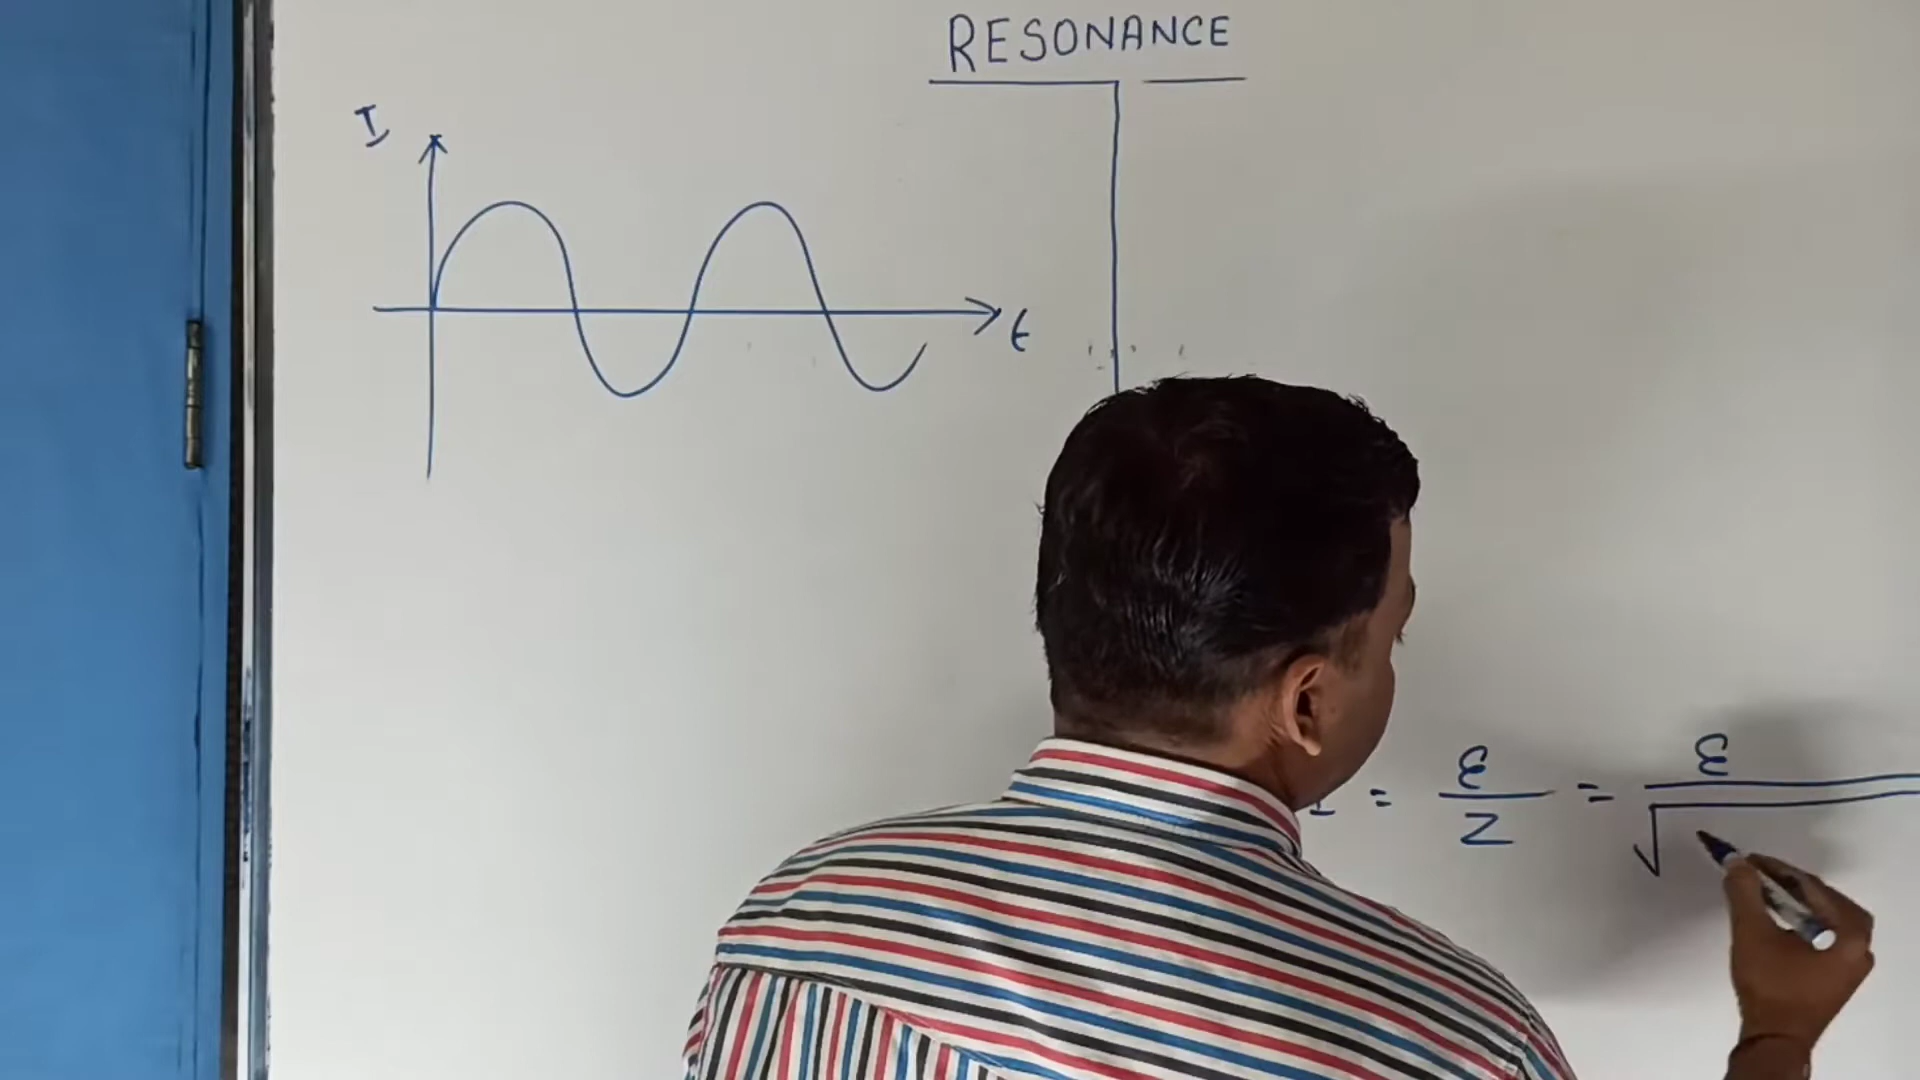 RESONANCE
I
t
I = ε/Z = ε/√